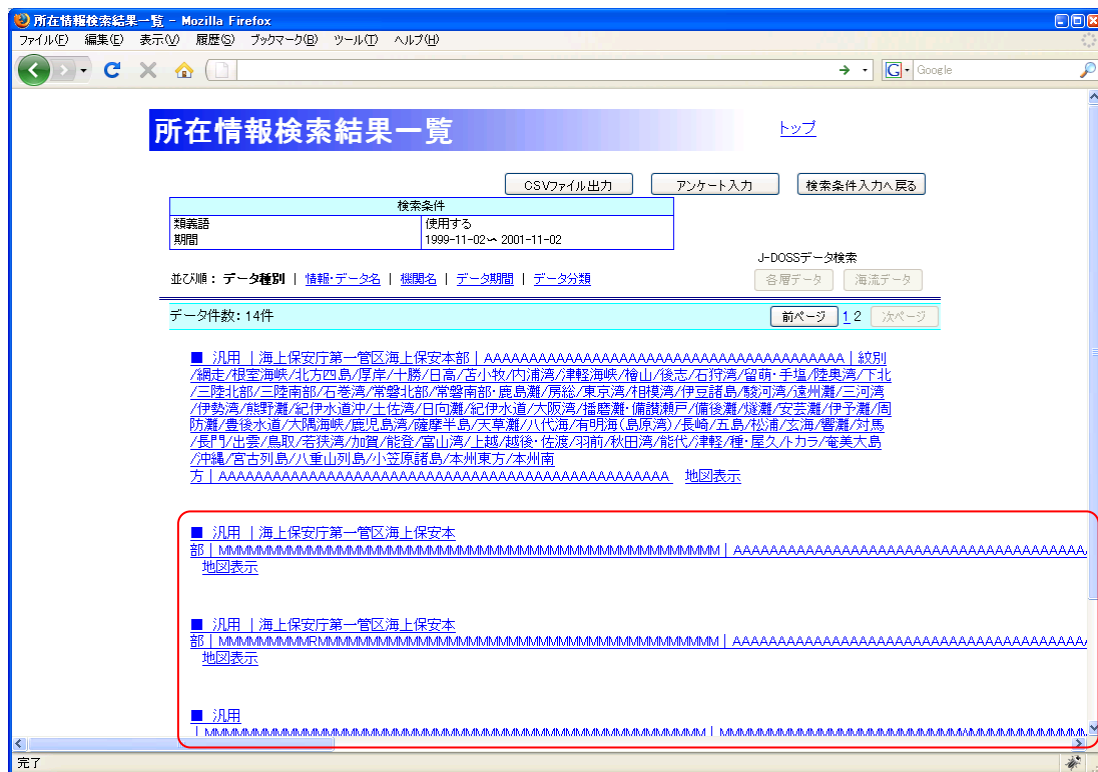 所在情報検索結果一覧 - Mozilla Firefox
ファイル(F) 編集(E) 表示(V) 履歴(S) ブックマーク(B) ツール(T) ヘルプ(H)
Google
所在情報検索結果一覧
トップ
CSVファイル出力 アンケート入力 検索条件入力へ戻る
検索条件
類義語 使用する
期間 1999-11-02～ 2001-11-02
J-DOSSデータ検索
並び順：データ種別 | 情報・データ名 | 機関名 | データ期間 | データ分類
各層データ 海流データ
データ件数：14件
前ページ 1 2 次ページ
■ 汎用 | 海上保安庁第一管区海上保安本部 | AAAAAAAAAAAAAAAAAAAAAAAAAAAAAAAAAAAAAAAA | 紋別
/網走/根室海峡/北方四島/厚岸/十勝/日高/苫小牧/内浦湾/津軽海峡/檜山/後志/石狩湾/留萌・手塩/陸奥湾/下北
/三陸北部/三陸南部/石巻湾/常磐北部/常磐南部・鹿島灘/房総/東京湾/相模湾/伊豆諸島/駿河湾/遠州灘/三河湾
/伊勢湾/熊野灘/紀伊水道沖/土佐湾/日向灘/紀伊水道/大阪湾/播磨灘・備讃瀬戸/備後灘/燧灘/安芸灘/伊予灘/周
防灘/豊後水道/大隅海峡/鹿児島湾/薩摩半島/天草灘/八代海/有明海(島原湾)/長崎/五島/松浦/玄海/響灘/対馬
/長門/出雲/鳥取/若狭湾/加賀/能登/富山湾/上越/越後・佐渡/羽前/秋田湾/能代/津軽/種・屋久/トカラ/奄美大島
/沖縄/宮古列島/八重山列島/小笠原諸島/本州東方/本州南
方 | AAAAAAAAAAAAAAAAAAAAAAAAAAAAAAAAAAAAAAAAAAAAAAAAAA 地図表示
■ 汎用 | 海上保安庁第一管区海上保安本
部 | MMMMMMMMMMMMMMMMMMMMMMMMMMMMMMMMMMMMMMMMMMMMMMMMMM | AAAAAAAAAAAAAAAAAAAAAAAAAAAAAAAAAAAAAAAA
地図表示
■ 汎用 | 海上保安庁第一管区海上保安本
部 | MMMMMMMMMRMMMMMMMMMMMMMMMMMMMMMMMMMMMMMMMMMMMMMMMM | AAAAAAAAAAAAAAAAAAAAAAAAAAAAAAAAAAAAAAAA
地図表示
■ 汎用
| MMMMMMMMMMMMMMMMMMMMMMMMMMMMMMMMMMMMMMMMMMMMMMMMMM | MMMMMMMMMMMMMMMMMMMMMMMMMMMMMMMMMMMMM
完了